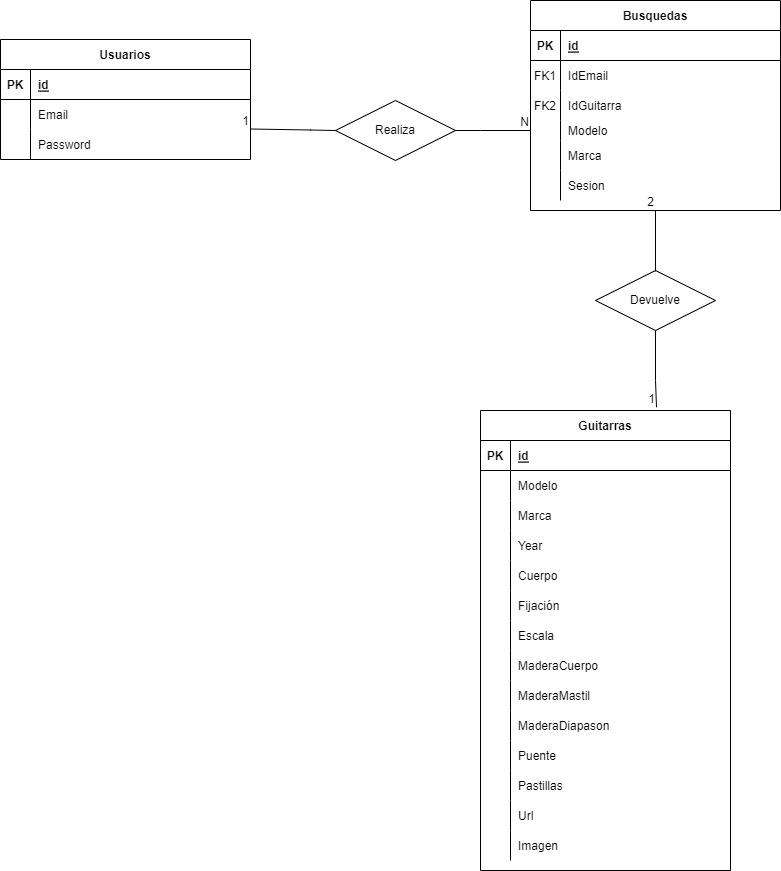 Usuarios
PK id
Email
Password
1
Realiza
N
Busquedas
PK id
FK1 IdEmail
FK2 IdGuitarra
Modelo
Marca
Sesion
2
Devuelve
1
Guitarras
PK id
Modelo
Marca
Year
Cuerpo
Fijación
Escala
MaderaCuerpo
MaderaMastil
MaderaDiapason
Puente
Pastillas
Url
Imagen